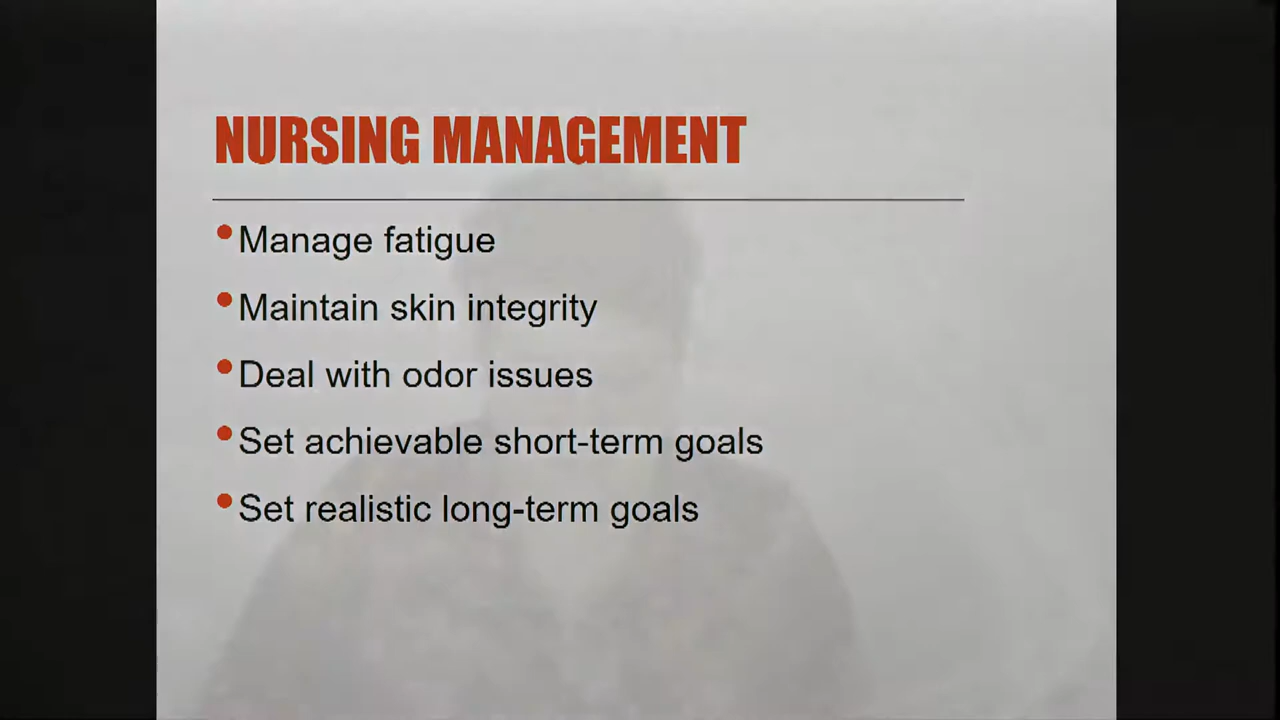 NURSING MANAGEMENT
•Manage fatigue
•Maintain skin integrity
•Deal with odor issues
•Set achievable short-term goals
•Set realistic long-term goals